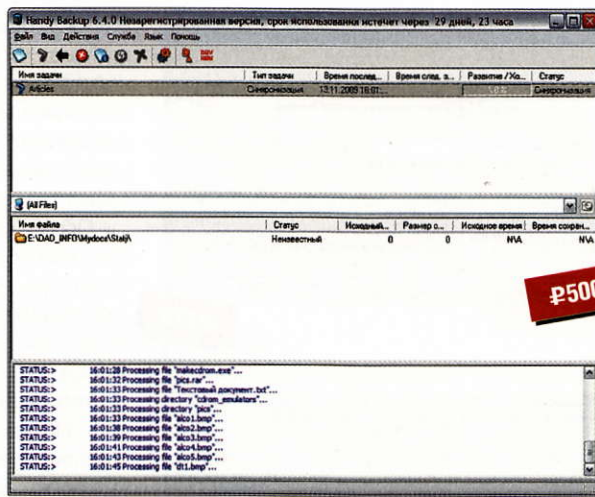 Handy Backup 6.4.0 Незарегистрированная версия, срок использования истечет через 29 дней, 23 часа
Файл Вид Действия Служба Язык Помощь
Имя задачи Тип задачи Время послед... Время след. з... Развитие /Хо... Статус
Articles Синхронизация 13.11.2009 16:01: Синхронизация
(All Files)
Имя файла Статус Исходный... Размер о... Исходное время Время сохран...
E:\DAD_INFO\Mydocs\Statji\ Неизвестный 0 0 N\A N\A
₽500
STATUS:> 16:01:28 Processing file "makecdrom.exe"...
STATUS:> 16:01:32 Processing file "pics.rar"...
STATUS:> 16:01:33 Processing file "Текстовый документ.txt"...
STATUS:> 16:01:33 Processing directory "cdrom_emulators"...
STATUS:> 16:01:33 Processing directory "pics"...
STATUS:> 16:01:33 Processing file "alco1.bmp"...
STATUS:> 16:01:38 Processing file "alco2.bmp"...
STATUS:> 16:01:39 Processing file "alco3.bmp"...
STATUS:> 16:01:41 Processing file "alco4.bmp"...
STATUS:> 16:01:43 Processing file "alco5.bmp"...
STATUS:> 16:01:45 Processing file "dt1.bmp"...